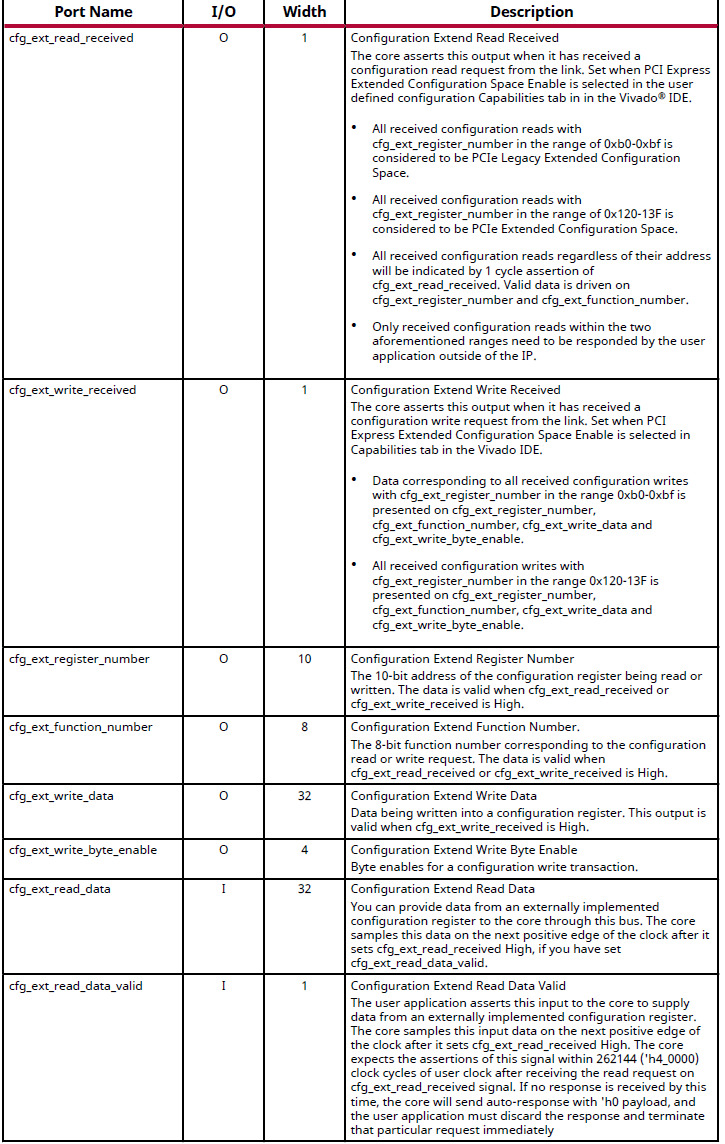 Port Name I/O Width Description
cfg_ext_read_received O 1 Configuration Extend Read Received
The core asserts this output when it has received a
configuration read request from the link. Set when PCI Express
Extended Configuration Space Enable is selected in the user
defined configuration Capabilities tab in in the Vivado® IDE.
• All received configuration reads with
cfg_ext_register_number in the range of 0xb0-0xbf is
considered to be PCIe Legacy Extended Configuration
Space.
• All received configuration reads with
cfg_ext_register_number in the range of 0x120-13F is
considered to be PCIe Extended Configuration Space.
• All received configuration reads regardless of their address
will be indicated by 1 cycle assertion of
cfg_ext_read_received. Valid data is driven on
cfg_ext_register_number and cfg_ext_function_number.
• Only received configuration reads within the two
aforementioned ranges need to be responded by the user
application outside of the IP.
cfg_ext_write_received O 1 Configuration Extend Write Received
The core asserts this output when it has received a
configuration write request from the link. Set when PCI
Express Extended Configuration Space Enable is selected in
Capabilities tab in the Vivado IDE.
• Data corresponding to all received configuration writes
with cfg_ext_register_number in the range 0xb0-0xbf is
presented on cfg_ext_register_number,
cfg_ext_function_number, cfg_ext_write_data and
cfg_ext_write_byte_enable.
• All received configuration writes with
cfg_ext_register_number in the range 0x120-13F is
presented on cfg_ext_register_number,
cfg_ext_function_number, cfg_ext_write_data and
cfg_ext_write_byte_enable.
cfg_ext_register_number O 10 Configuration Extend Register Number
The 10-bit address of the configuration register being read or
written. The data is valid when cfg_ext_read_received or
cfg_ext_write_received is High.
cfg_ext_function_number O 8 Configuration Extend Function Number.
The 8-bit function number corresponding to the configuration
read or write request. The data is valid when
cfg_ext_read_received or cfg_ext_write_received is High.
cfg_ext_write_data O 32 Configuration Extend Write Data
Data being written into a configuration register. This output is
valid when cfg_ext_write_received is High.
cfg_ext_write_byte_enable O 4 Configuration Extend Write Byte Enable
Byte enables for a configuration write transaction.
cfg_ext_read_data I 32 Configuration Extend Read Data
You can provide data from an externally implemented
configuration register to the core through this bus. The core
samples this data on the next positive edge of the clock after it
sets cfg_ext_read_received High, if you have set
cfg_ext_read_data_valid.
cfg_ext_read_data_valid I 1 Configuration Extend Read Data Valid
The user application asserts this input to the core to supply
data from an externally implemented configuration register.
The core samples this input data on the next positive edge of
the clock after it sets cfg_ext_read_received High. The core
expects the assertions of this signal within 262144 ('h4_0000)
clock cycles of user clock after receiving the read request on
cfg_ext_read_received signal. If no response is received by this
time, the core will send auto-response with 'h0 payload, and
the user application must discard the response and terminate
that particular request immediately